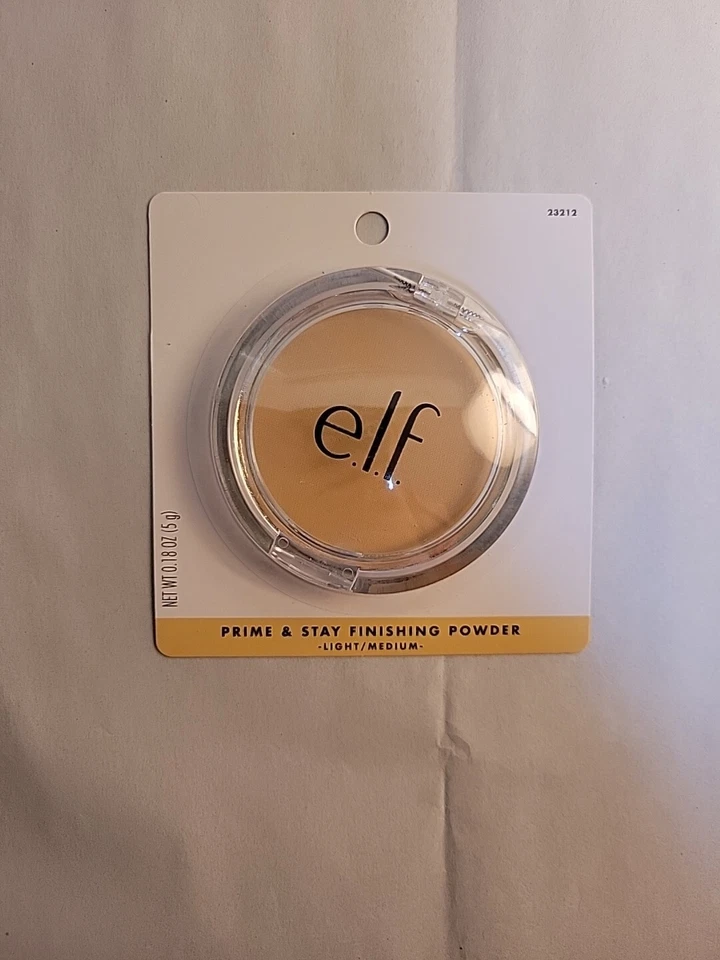 23212
e.l.f.
NET WT 0.18 OZ (5 g)
PRIME & STAY FINISHING POWDER
-LIGHT/MEDIUM-